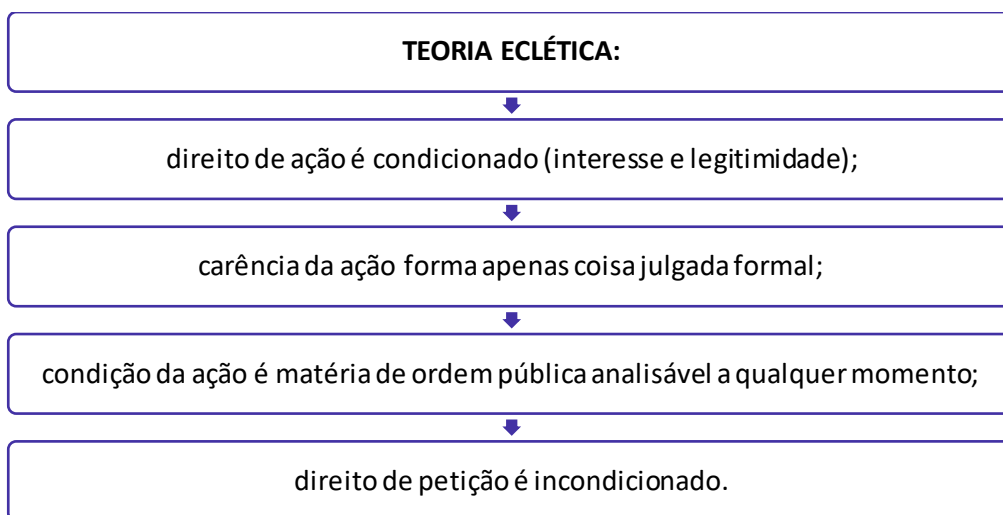 TEORIA ECLÉTICA:
direito de ação é condicionado (interesse e legitimidade);
carência da ação forma apenas coisa julgada formal;
condição da ação é matéria de ordem pública analisável a qualquer momento;
direito de petição é incondicionado.